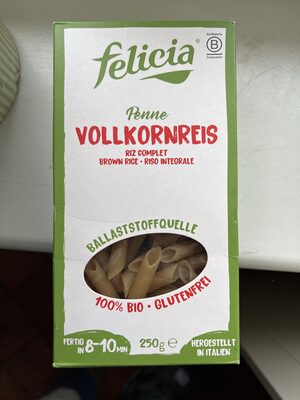 felicia®
Certified
B
Corporation
Penne
VOLLKORNREIS
RIZ COMPLET
BROWN RICE • RISO INTEGRALE
BALLASTSTOFFQUELLE
100% BIO • GLUTENFREI
FERTIG IN 8-10 MIN
250g ℮
HERGESTELLT IN ITALIEN